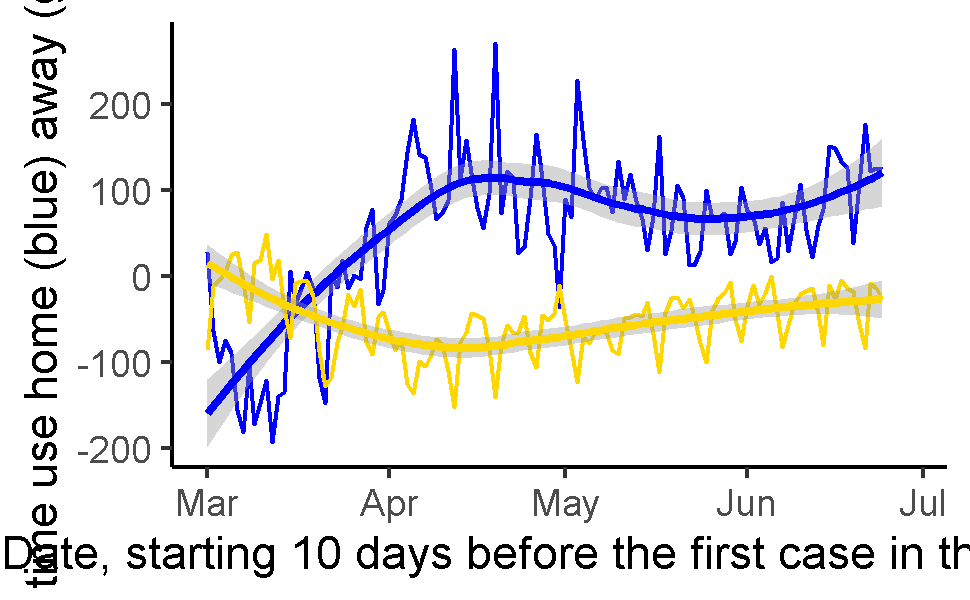 time use home (blue) away (
200
100
0
-100
-200
Mar Apr May Jun Jul
Date, starting 10 days before the first case in th